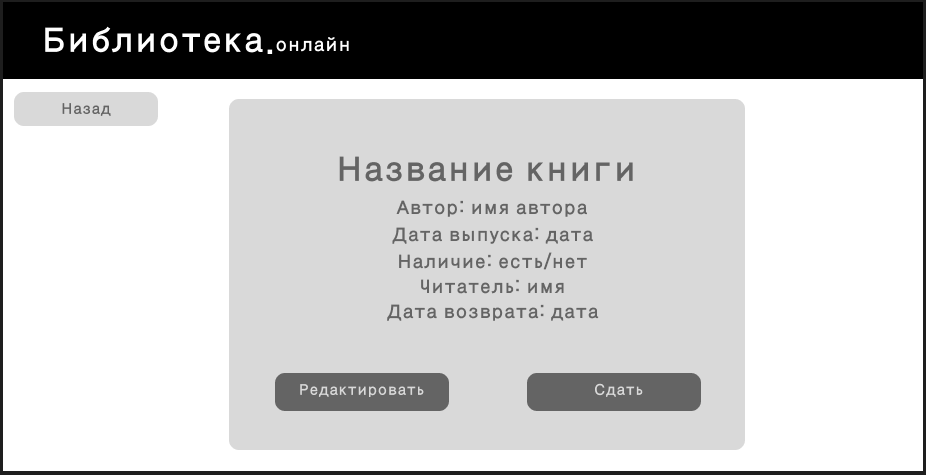 Библиотека.онлайн
Назад
Название книги
Автор: имя автора
Дата выпуска: дата
Наличие: есть/нет
Читатель: имя
Дата возврата: дата
Редактировать
Сдать